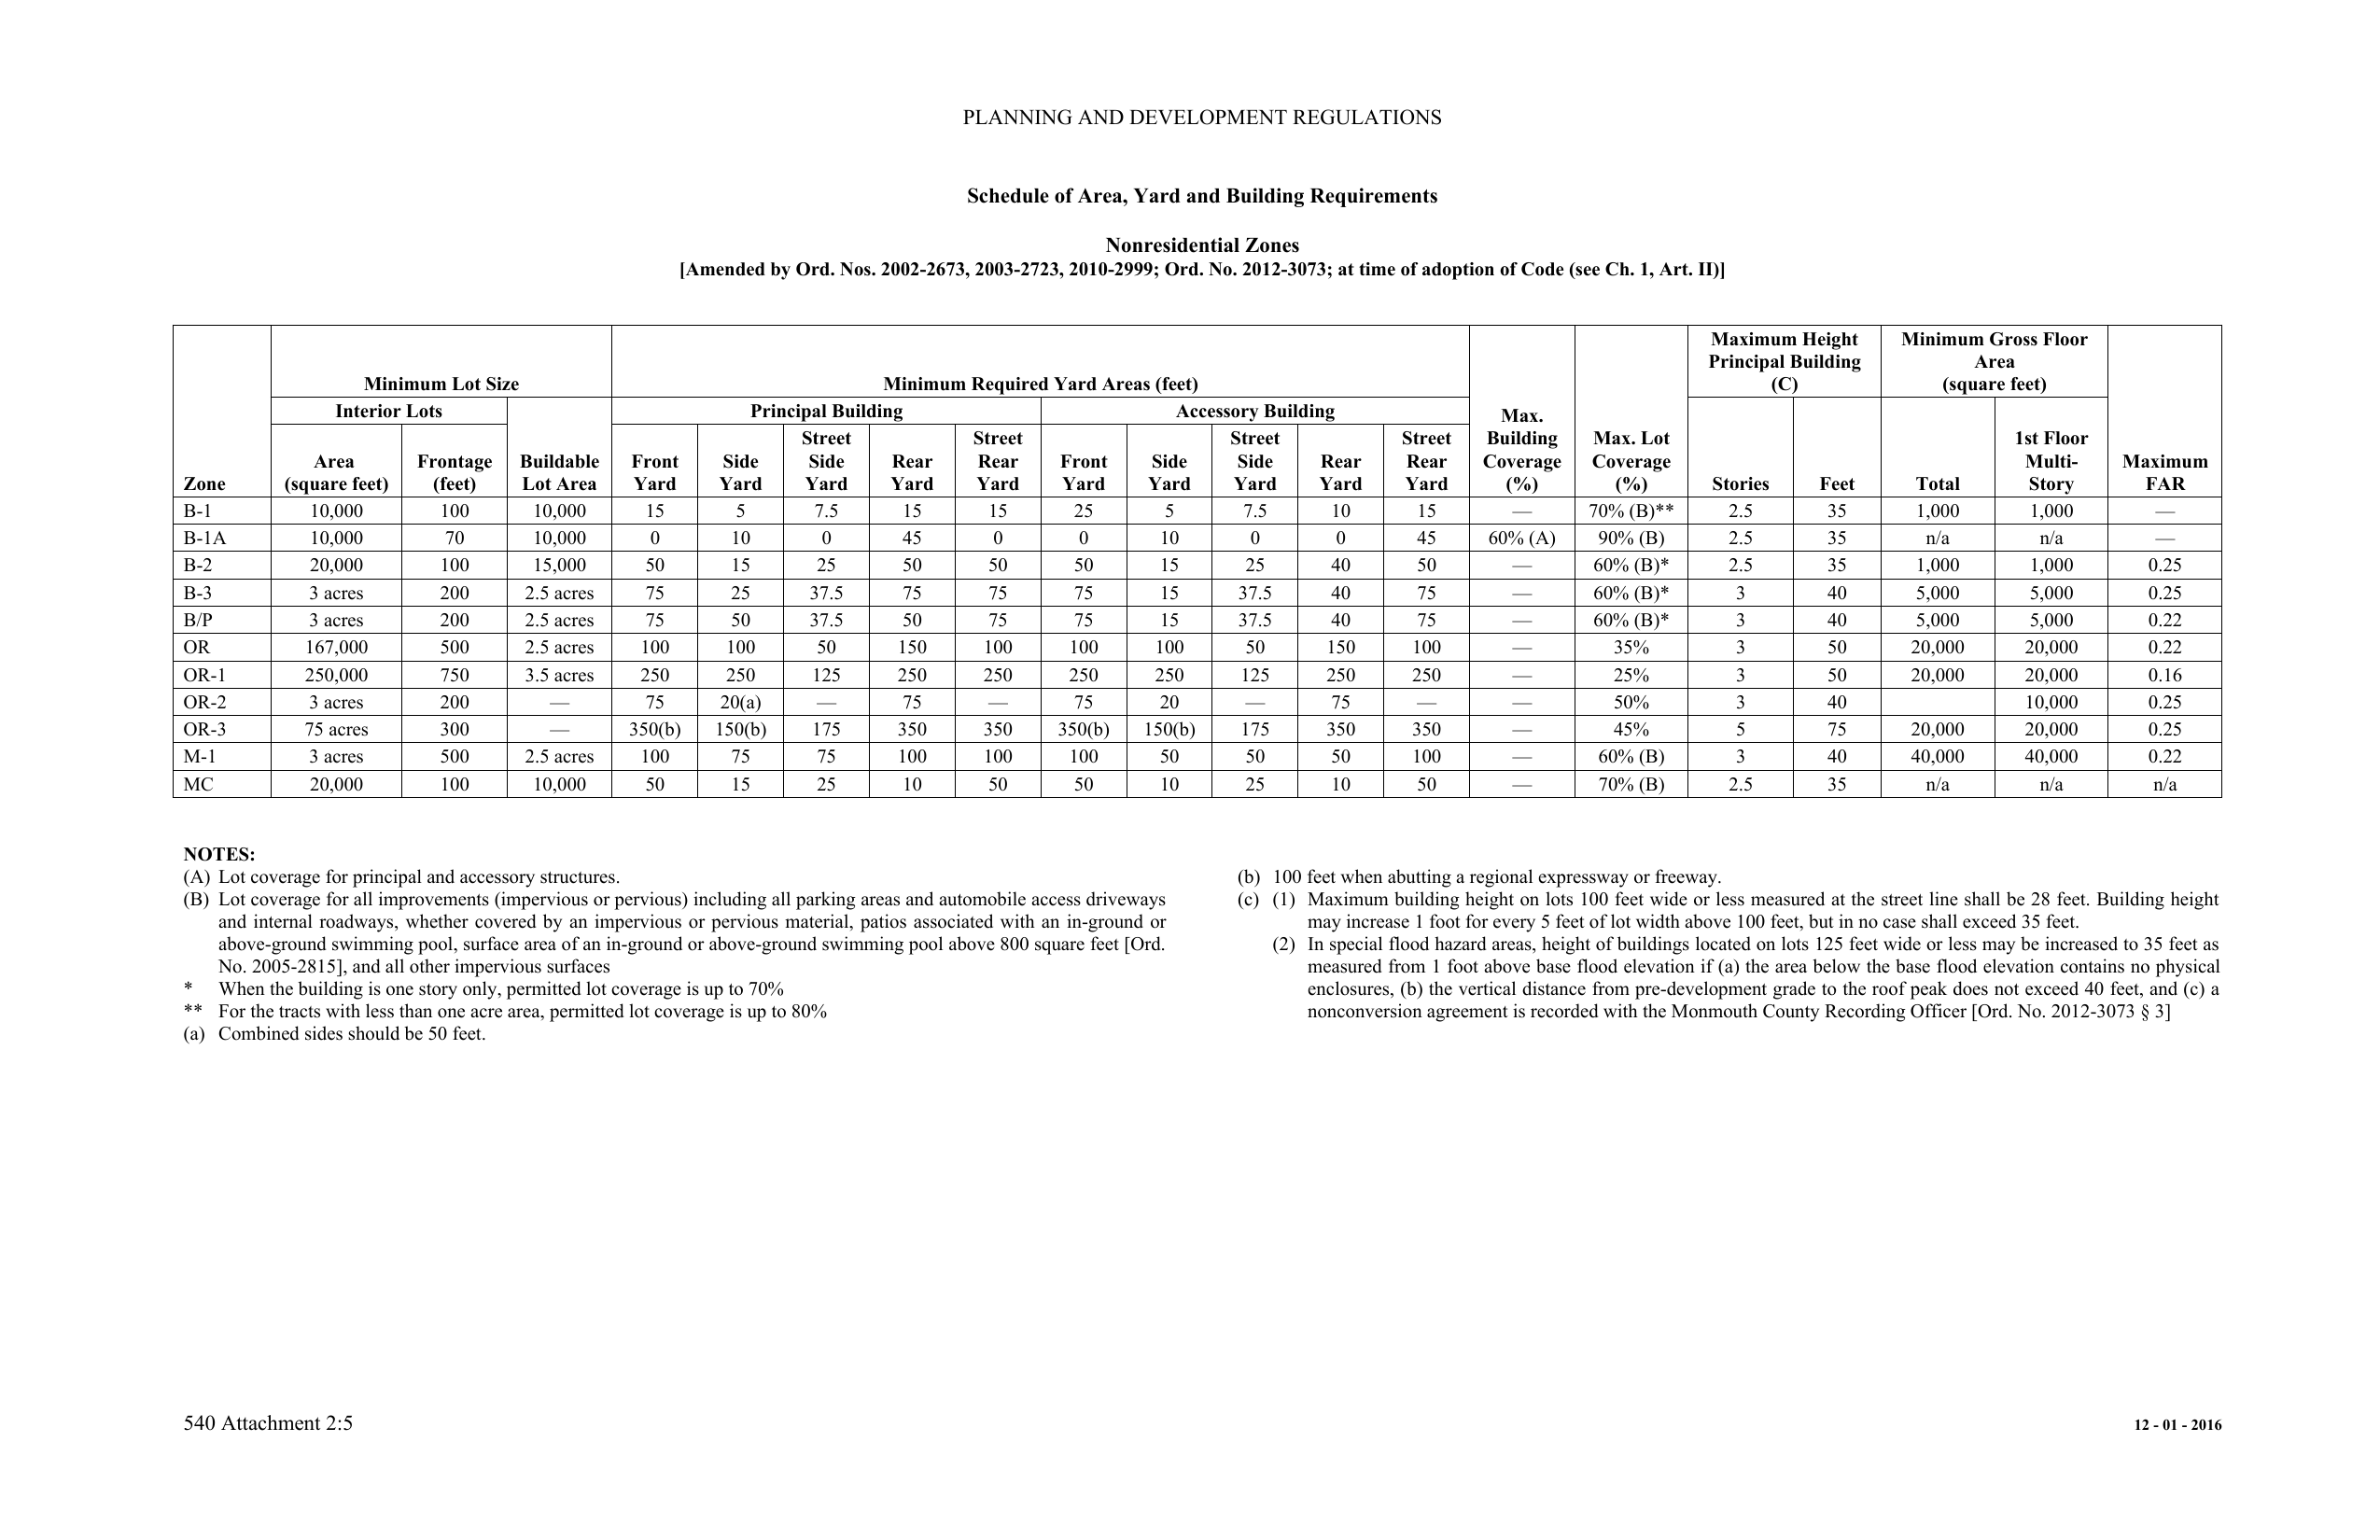 PLANNING AND DEVELOPMENT REGULATIONS
Schedule of Area, Yard and Building Requirements
Nonresidential Zones
[Amended by Ord. Nos. 2002-2673, 2003-2723, 2010-2999; Ord. No. 2012-3073; at time of adoption of Code (see Ch. 1, Art. II)]
Zone
Minimum Lot Size
Interior Lots
Area (square feet)
Frontage (feet)
Buildable Lot Area
Minimum Required Yard Areas (feet)
Principal Building
Front Yard
Side Yard
Street Side Yard
Rear Yard
Street Rear Yard
Accessory Building
Front Yard
Side Yard
Street Side Yard
Rear Yard
Street Rear Yard
Max. Building Coverage (%)
Max. Lot Coverage (%)
Maximum Height Principal Building (C)
Stories
Feet
Minimum Gross Floor Area (square feet)
Total
1st Floor Multi-Story
Maximum FAR
B-1 10,000 100 10,000 15 5 7.5 15 15 25 5 7.5 10 15 — 70% (B)** 2.5 35 1,000 1,000 —
B-1A 10,000 70 10,000 0 10 0 45 0 0 10 0 0 45 60% (A) 90% (B) 2.5 35 n/a n/a —
B-2 20,000 100 15,000 50 15 25 50 50 50 15 25 40 50 — 60% (B)* 2.5 35 1,000 1,000 0.25
B-3 3 acres 200 2.5 acres 75 25 37.5 75 75 75 15 37.5 40 75 — 60% (B)* 3 40 5,000 5,000 0.25
B/P 3 acres 200 2.5 acres 75 50 37.5 50 75 75 15 37.5 40 75 — 60% (B)* 3 40 5,000 5,000 0.22
OR 167,000 500 2.5 acres 100 100 50 150 100 100 100 50 150 100 — 35% 3 50 20,000 20,000 0.22
OR-1 250,000 750 3.5 acres 250 250 125 250 250 250 250 125 250 250 — 25% 3 50 20,000 20,000 0.16
OR-2 3 acres 200 — 75 20(a) — 75 — 75 20 — 75 — — 50% 3 40 10,000 0.25
OR-3 75 acres 300 — 350(b) 150(b) 175 350 350 350(b) 150(b) 175 350 350 — 45% 5 75 20,000 20,000 0.25
M-1 3 acres 500 2.5 acres 100 75 75 100 100 100 50 50 50 100 — 60% (B) 3 40 40,000 40,000 0.22
MC 20,000 100 10,000 50 15 25 10 50 50 10 25 10 50 — 70% (B) 2.5 35 n/a n/a n/a
NOTES:
(A) Lot coverage for principal and accessory structures.
(B) Lot coverage for all improvements (impervious or pervious) including all parking areas and automobile access driveways
and internal roadways, whether covered by an impervious or pervious material, patios associated with an in-ground or
above-ground swimming pool, surface area of an in-ground or above-ground swimming pool above 800 square feet [Ord.
No. 2005-2815], and all other impervious surfaces
* When the building is one story only, permitted lot coverage is up to 70%
** For the tracts with less than one acre area, permitted lot coverage is up to 80%
(a) Combined sides should be 50 feet.
(b) 100 feet when abutting a regional expressway or freeway.
(c) (1) Maximum building height on lots 100 feet wide or less measured at the street line shall be 28 feet. Building height
may increase 1 foot for every 5 feet of lot width above 100 feet, but in no case shall exceed 35 feet.
(2) In special flood hazard areas, height of buildings located on lots 125 feet wide or less may be increased to 35 feet as
measured from 1 foot above base flood elevation if (a) the area below the base flood elevation contains no physical
enclosures, (b) the vertical distance from pre-development grade to the roof peak does not exceed 40 feet, and (c) a
nonconversion agreement is recorded with the Monmouth County Recording Officer [Ord. No. 2012-3073 § 3]
540 Attachment 2:5
12 - 01 - 2016